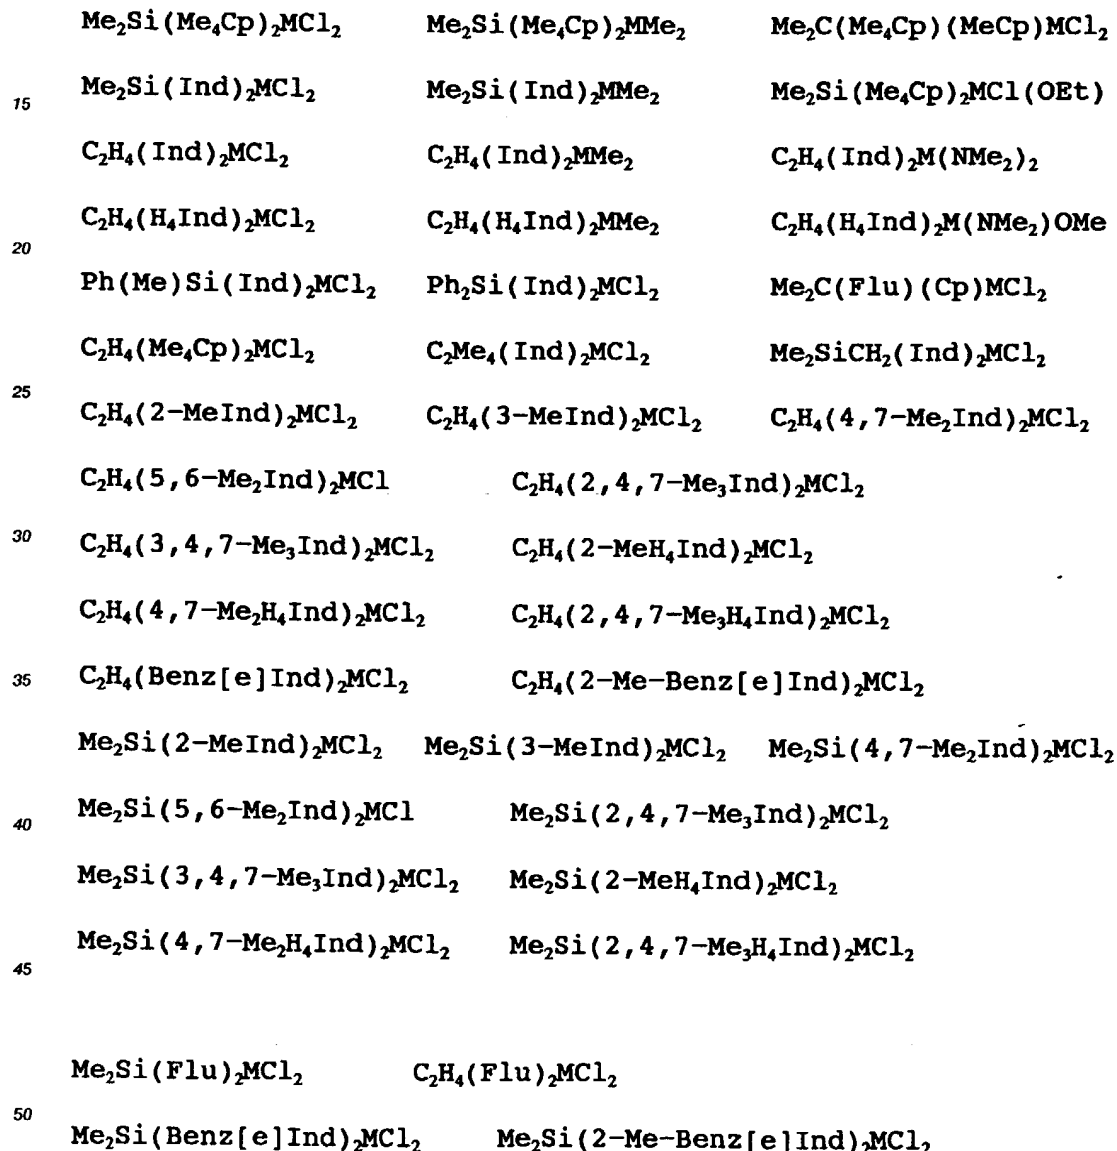 Me₂Si(Me₄Cp)₂MCl₂ Me₂Si(Me₄Cp)₂MMe₂ Me₂C(Me₄Cp)(MeCp)MCl₂
15 Me₂Si(Ind)₂MCl₂ Me₂Si(Ind)₂MMe₂ Me₂Si(Me₄Cp)₂MCl(OEt)
C₂H₄(Ind)₂MCl₂ C₂H₄(Ind)₂MMe₂ C₂H₄(Ind)₂M(NMe₂)₂
C₂H₄(H₄Ind)₂MCl₂ C₂H₄(H₄Ind)₂MMe₂ C₂H₄(H₄Ind)₂M(NMe₂)OMe
20
Ph(Me)Si(Ind)₂MCl₂ Ph₂Si(Ind)₂MCl₂ Me₂C(Flu)(Cp)MCl₂
C₂H₄(Me₄Cp)₂MCl₂ C₂Me₄(Ind)₂MCl₂ Me₂SiCH₂(Ind)₂MCl₂
25
C₂H₄(2-MeInd)₂MCl₂ C₂H₄(3-MeInd)₂MCl₂ C₂H₄(4,7-Me₂Ind)₂MCl₂
C₂H₄(5,6-Me₂Ind)₂MCl C₂H₄(2,4,7-Me₃Ind)₂MCl₂
30 C₂H₄(3,4,7-Me₃Ind)₂MCl₂ C₂H₄(2-MeH₄Ind)₂MCl₂
C₂H₄(4,7-Me₂H₄Ind)₂MCl₂ C₂H₄(2,4,7-Me₃H₄Ind)₂MCl₂
35 C₂H₄(Benz[e]Ind)₂MCl₂ C₂H₄(2-Me-Benz[e]Ind)₂MCl₂
Me₂Si(2-MeInd)₂MCl₂ Me₂Si(3-MeInd)₂MCl₂ Me₂Si(4,7-Me₂Ind)₂MCl₂
40 Me₂Si(5,6-Me₂Ind)₂MCl Me₂Si(2,4,7-Me₃Ind)₂MCl₂
Me₂Si(3,4,7-Me₃Ind)₂MCl₂ Me₂Si(2-MeH₄Ind)₂MCl₂
Me₂Si(4,7-Me₂H₄Ind)₂MCl₂ Me₂Si(2,4,7-Me₃H₄Ind)₂MCl₂
45
Me₂Si(Flu)₂MCl₂ C₂H₄(Flu)₂MCl₂
50 Me₂Si(Benz[e]Ind)₂MCl₂ Me₂Si(2-Me-Benz[e]Ind)₂MCl₂